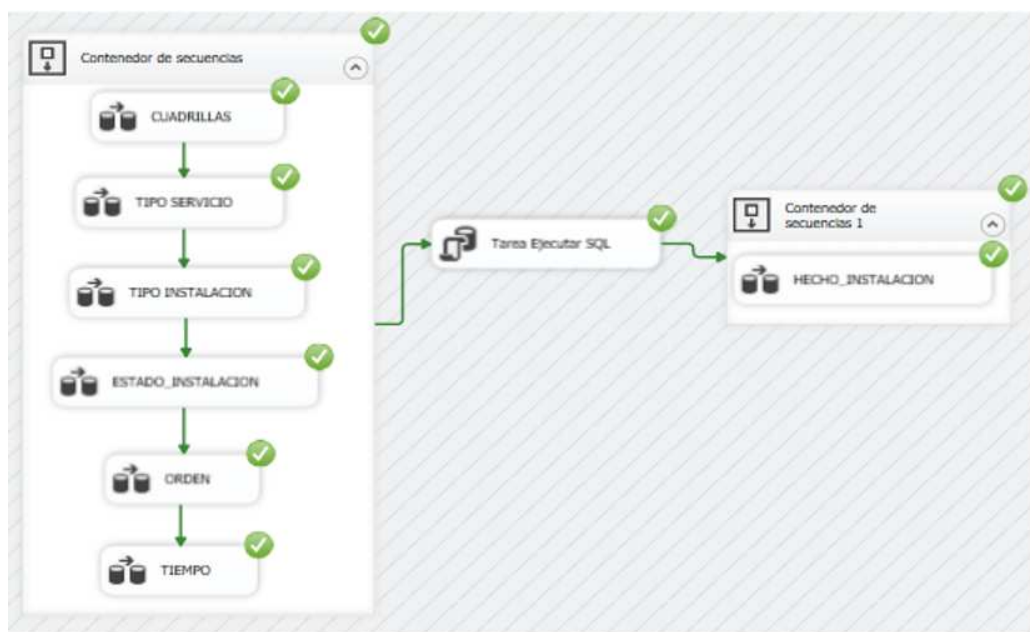 Contenedor de secuencias
CUADRILLAS
TIPO SERVICIO
TIPO INSTALACION
ESTADO_INSTALACION
ORDEN
TIEMPO
Tarea Ejecutar SQL
Contenedor de
secuencias 1
HECHO_INSTALACION